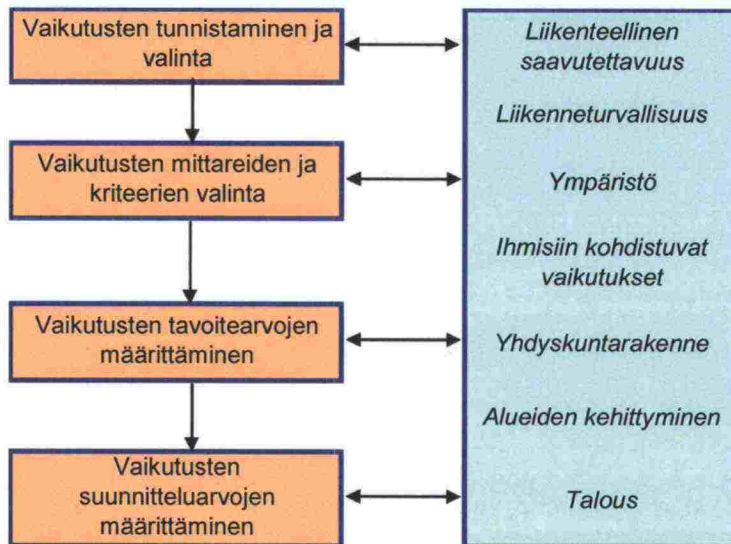 Vaikutusten tunnistaminen ja
valinta
Vaikutusten mittareiden ja
kriteerien valinta
Vaikutusten tavoitearvojen
määrittäminen
Vaikutusten
suunnitteluarvojen
määrittäminen
Liikenteellinen
saavutettavuus
Liikenneturvallisuus
Ympäristö
Ihmisiin kohdistuvat
vaikutukset
Yhdyskuntarakenne
Alueiden kehittyminen
Talous